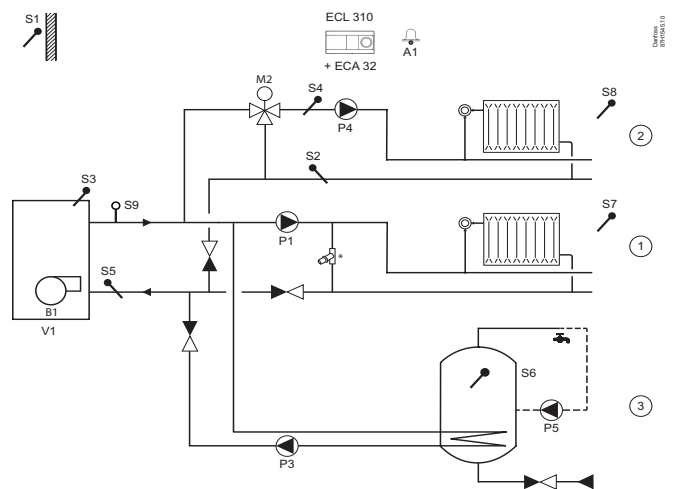 S1
ECL 310
A1
+ ECA 32
Danfoss
87H1545.10
M2
S4
P4
S8
2
S2
S3
S9
S7
P1
*
1
S5
B1
V1
S6
3
P5
P3